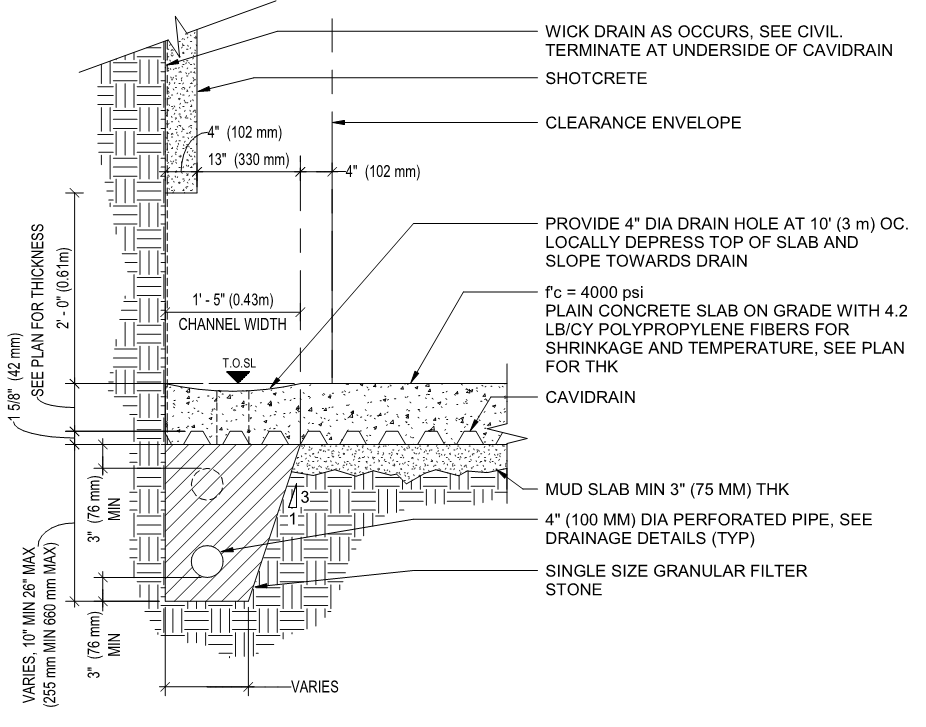 WICK DRAIN AS OCCURS, SEE CIVIL.
TERMINATE AT UNDERSIDE OF CAVIDRAIN
SHOTCRETE
CLEARANCE ENVELOPE
4" (102 mm)
13" (330 mm)
4" (102 mm)
PROVIDE 4" DIA DRAIN HOLE AT 10' (3 m) OC.
LOCALLY DEPRESS TOP OF SLAB AND
SLOPE TOWARDS DRAIN
2' - 0" (0.61m)
1' - 5" (0.43m)
CHANNEL WIDTH
f'c = 4000 psi
PLAIN CONCRETE SLAB ON GRADE WITH 4.2
LB/CY POLYPROPYLENE FIBERS FOR
SHRINKAGE AND TEMPERATURE, SEE PLAN
FOR THK
T.O.SL
SEE PLAN FOR THICKNESS
1 5/8" (42 mm)
CAVIDRAIN
MUD SLAB MIN 3" (75 MM) THK
3
1
3" (76 mm)
MIN
4" (100 MM) DIA PERFORATED PIPE, SEE
DRAINAGE DETAILS (TYP)
SINGLE SIZE GRANULAR FILTER
STONE
VARIES, 10" MIN 26" MAX
(255 mm MIN 660 mm MAX)
3" (76 mm)
MIN
VARIES